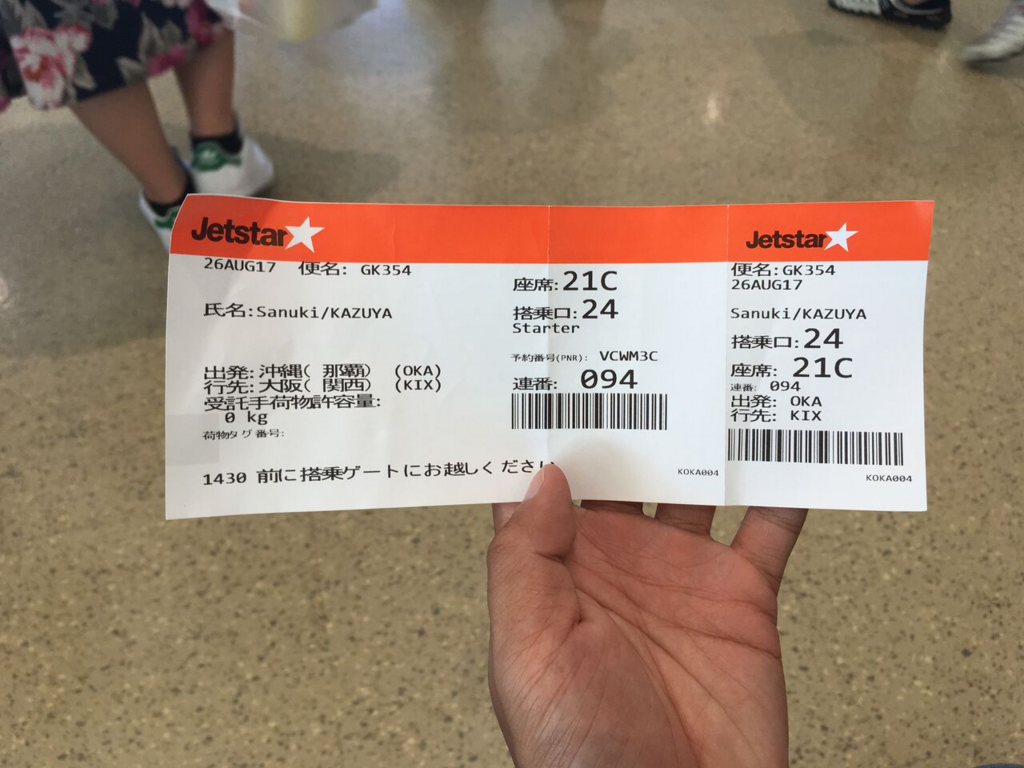 Jetstar
26AUG17 便名: GK354
氏名:Sanuki/KAZUYA
出発:沖縄( 那覇) (OKA)
行先:大阪( 関西) (KIX)
受託手荷物許容量:
0 kg
荷物タグ番号:
1430 前に搭乗ゲートにお越しください
座席:21C
搭乗口:24
Starter
予約番号(PNR): VCWM3C
連番: 094
KOKA004
Jetstar
便名:GK354
26AUG17
Sanuki/KAZUYA
搭乗口:24
座席: 21C
連番: 094
出発: OKA
行先: KIX
KOKA004